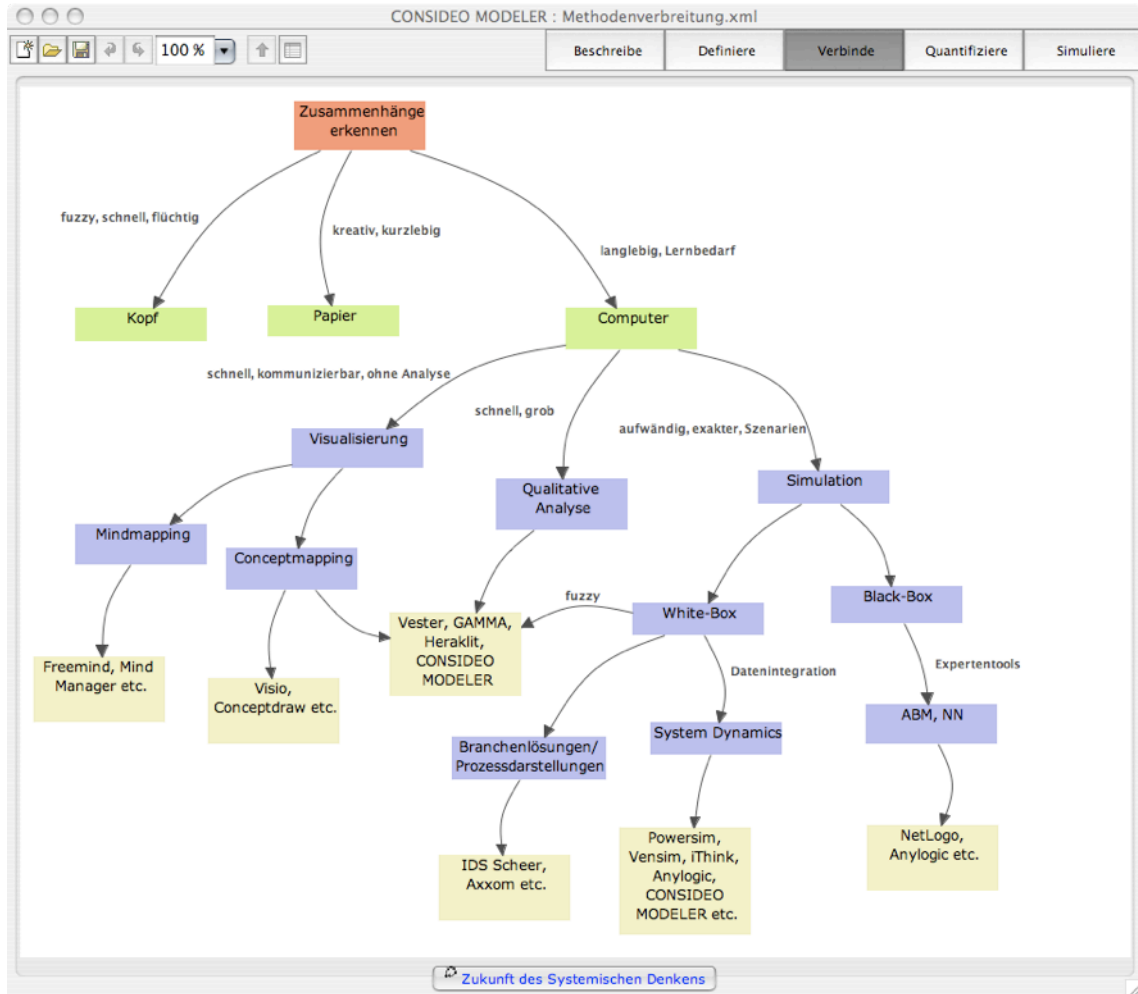 CONSIDEO MODELER : Methodenverbreitung.xml
100 %
Beschreibe
Definiere
Verbinde
Quantifiziere
Simuliere
Zusammenhänge
erkennen
fuzzy, schnell, flüchtig
kreativ, kurzlebig
langlebig, Lernbedarf
Kopf
Papier
Computer
schnell, kommunizierbar, ohne Analyse
schnell, grob
aufwändig, exakter, Szenarien
Visualisierung
Qualitative
Analyse
Simulation
Mindmapping
Conceptmapping
fuzzy
White-Box
Black-Box
Vester, GAMMA,
Heraklit,
CONSIDEO
MODELER
Freemind, Mind
Manager etc.
Visio,
Conceptdraw etc.
Datenintegration
Expertentools
Branchenlösungen/
Prozessdarstellungen
System Dynamics
ABM, NN
IDS Scheer,
Axxom etc.
Powersim,
Vensim, iThink,
Anylogic,
CONSIDEO
MODELER etc.
NetLogo,
Anylogic etc.
Zukunft des Systemischen Denkens